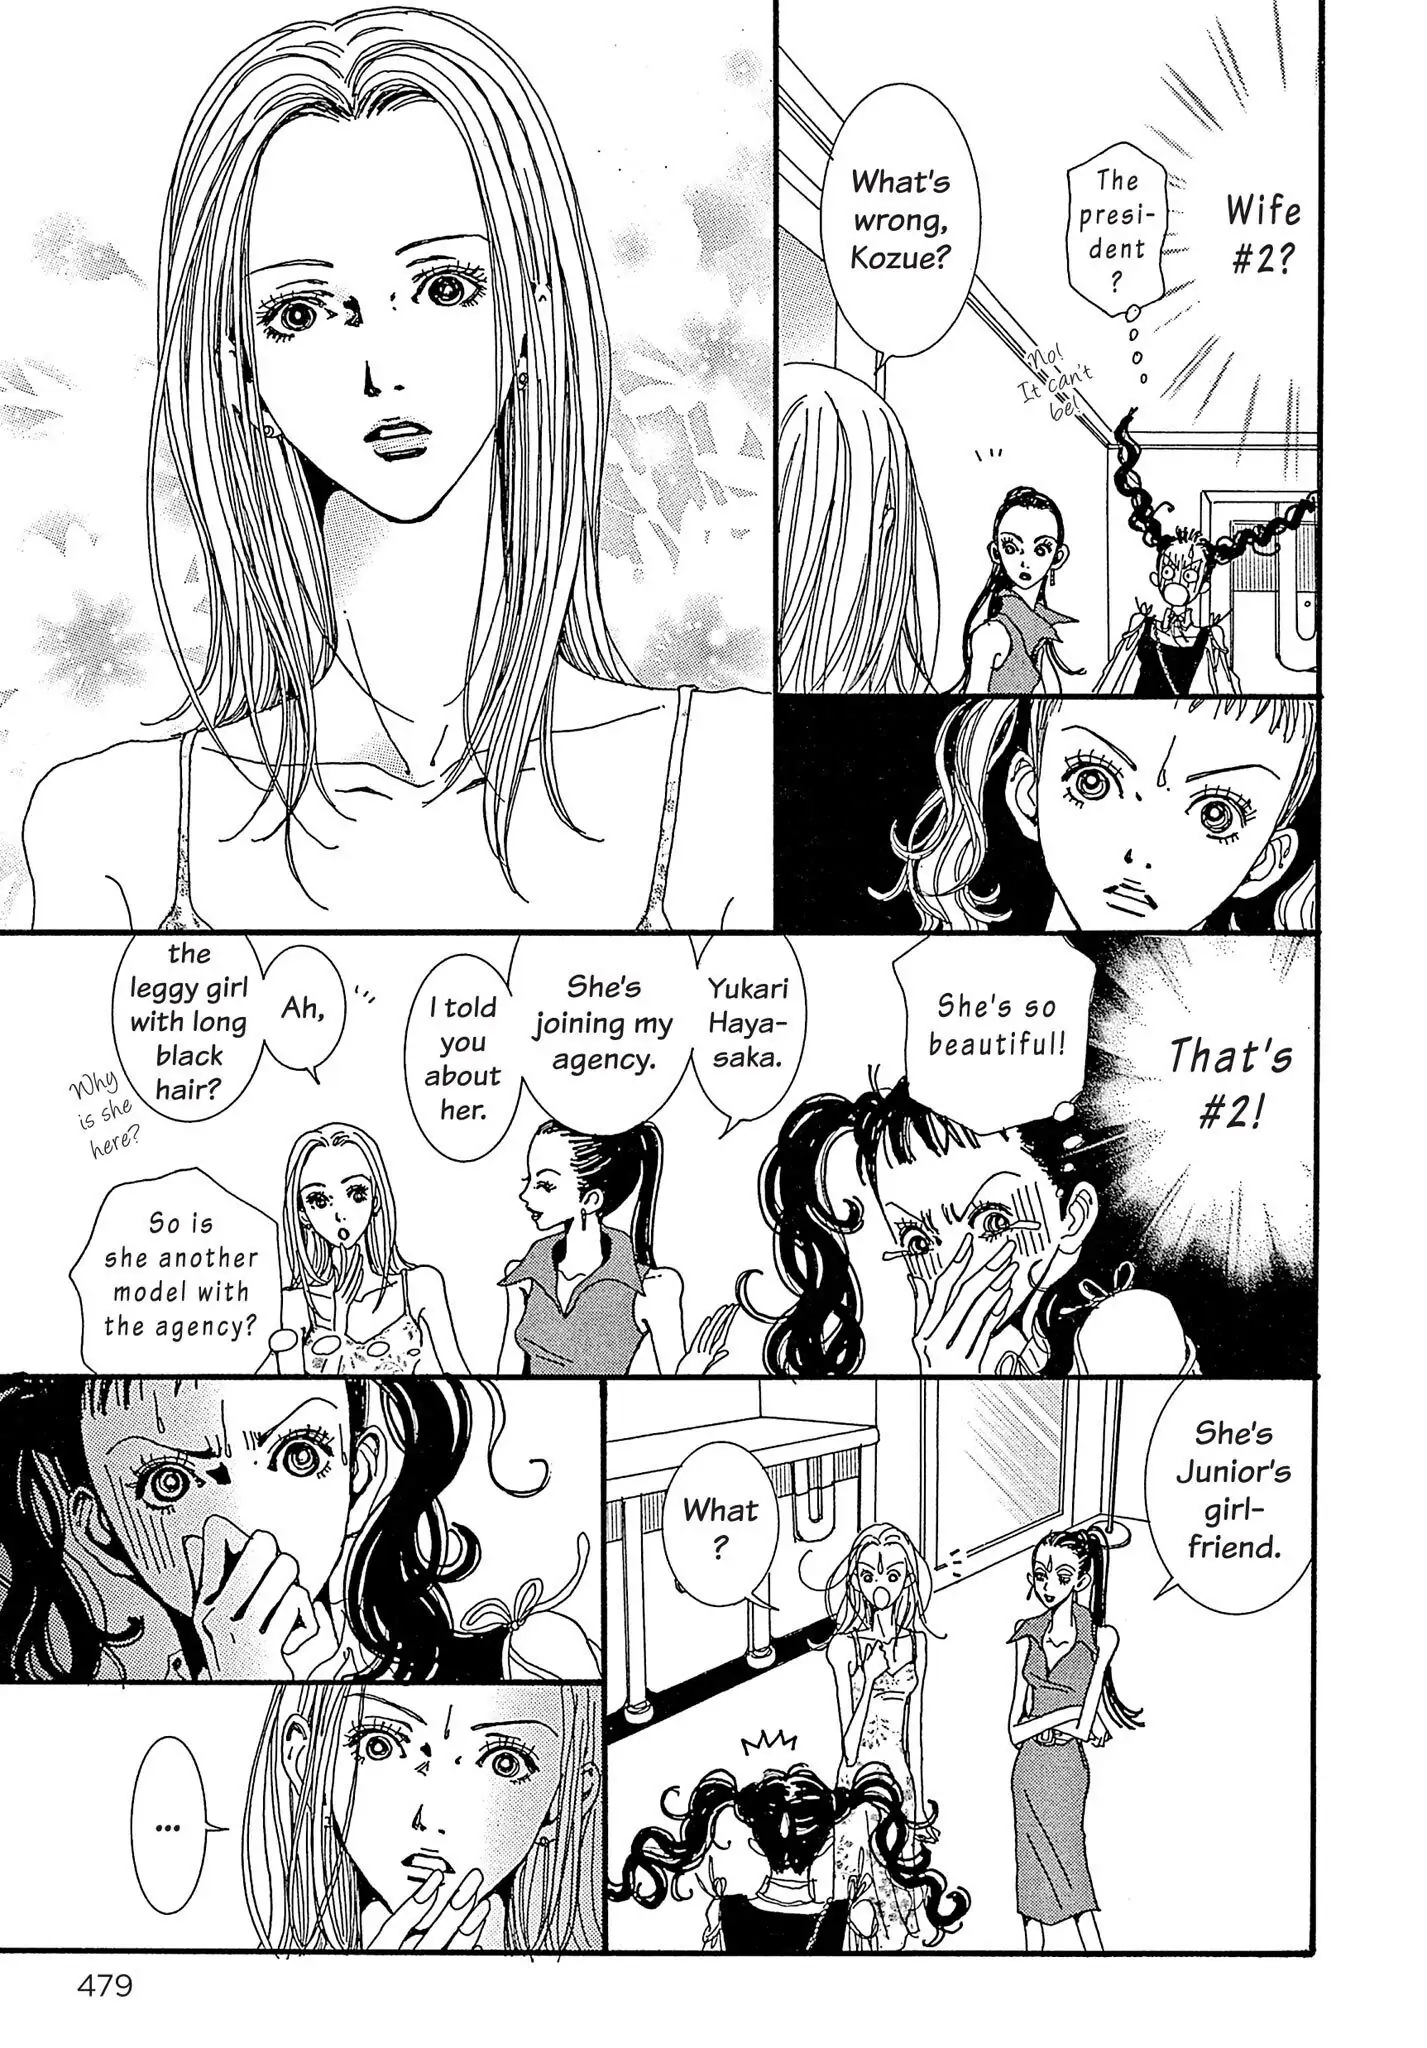 Wife
#2?
The
presi-
dent
?
What's
wrong,
Kozue?
No!
It can't
be!
That's
#2!
She's so
beautiful!
Yukari
Haya-
saka.
She's
joining my
agency.
I told
you
about
her.
Ah,
the
leggy girl
with long
black
hair?
Why
is she
here?
So is
she another
model with
the agency?
She's
Junior's
girl-
friend.
What
?
...
479